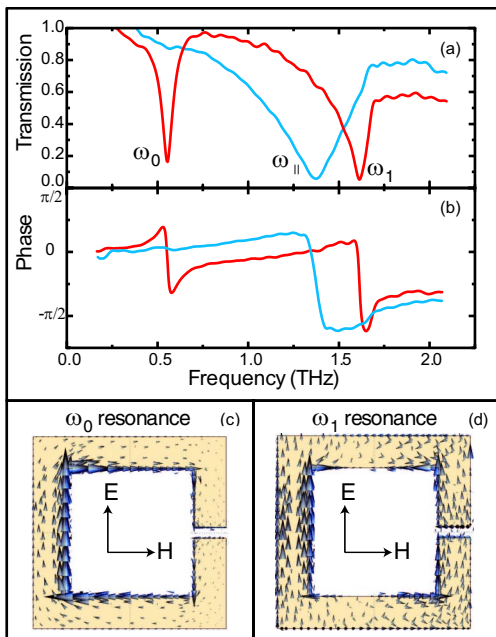 (a)
Transmission
1.0
0.8
0.6
0.4
0.2
0.0
ω0
ω||
ω1
(b)
Phase
π/2
0
-π/2
0.0 0.5 1.0 1.5 2.0
Frequency (THz)
ω0 resonance (c)
E
H
ω1 resonance (d)
E
H